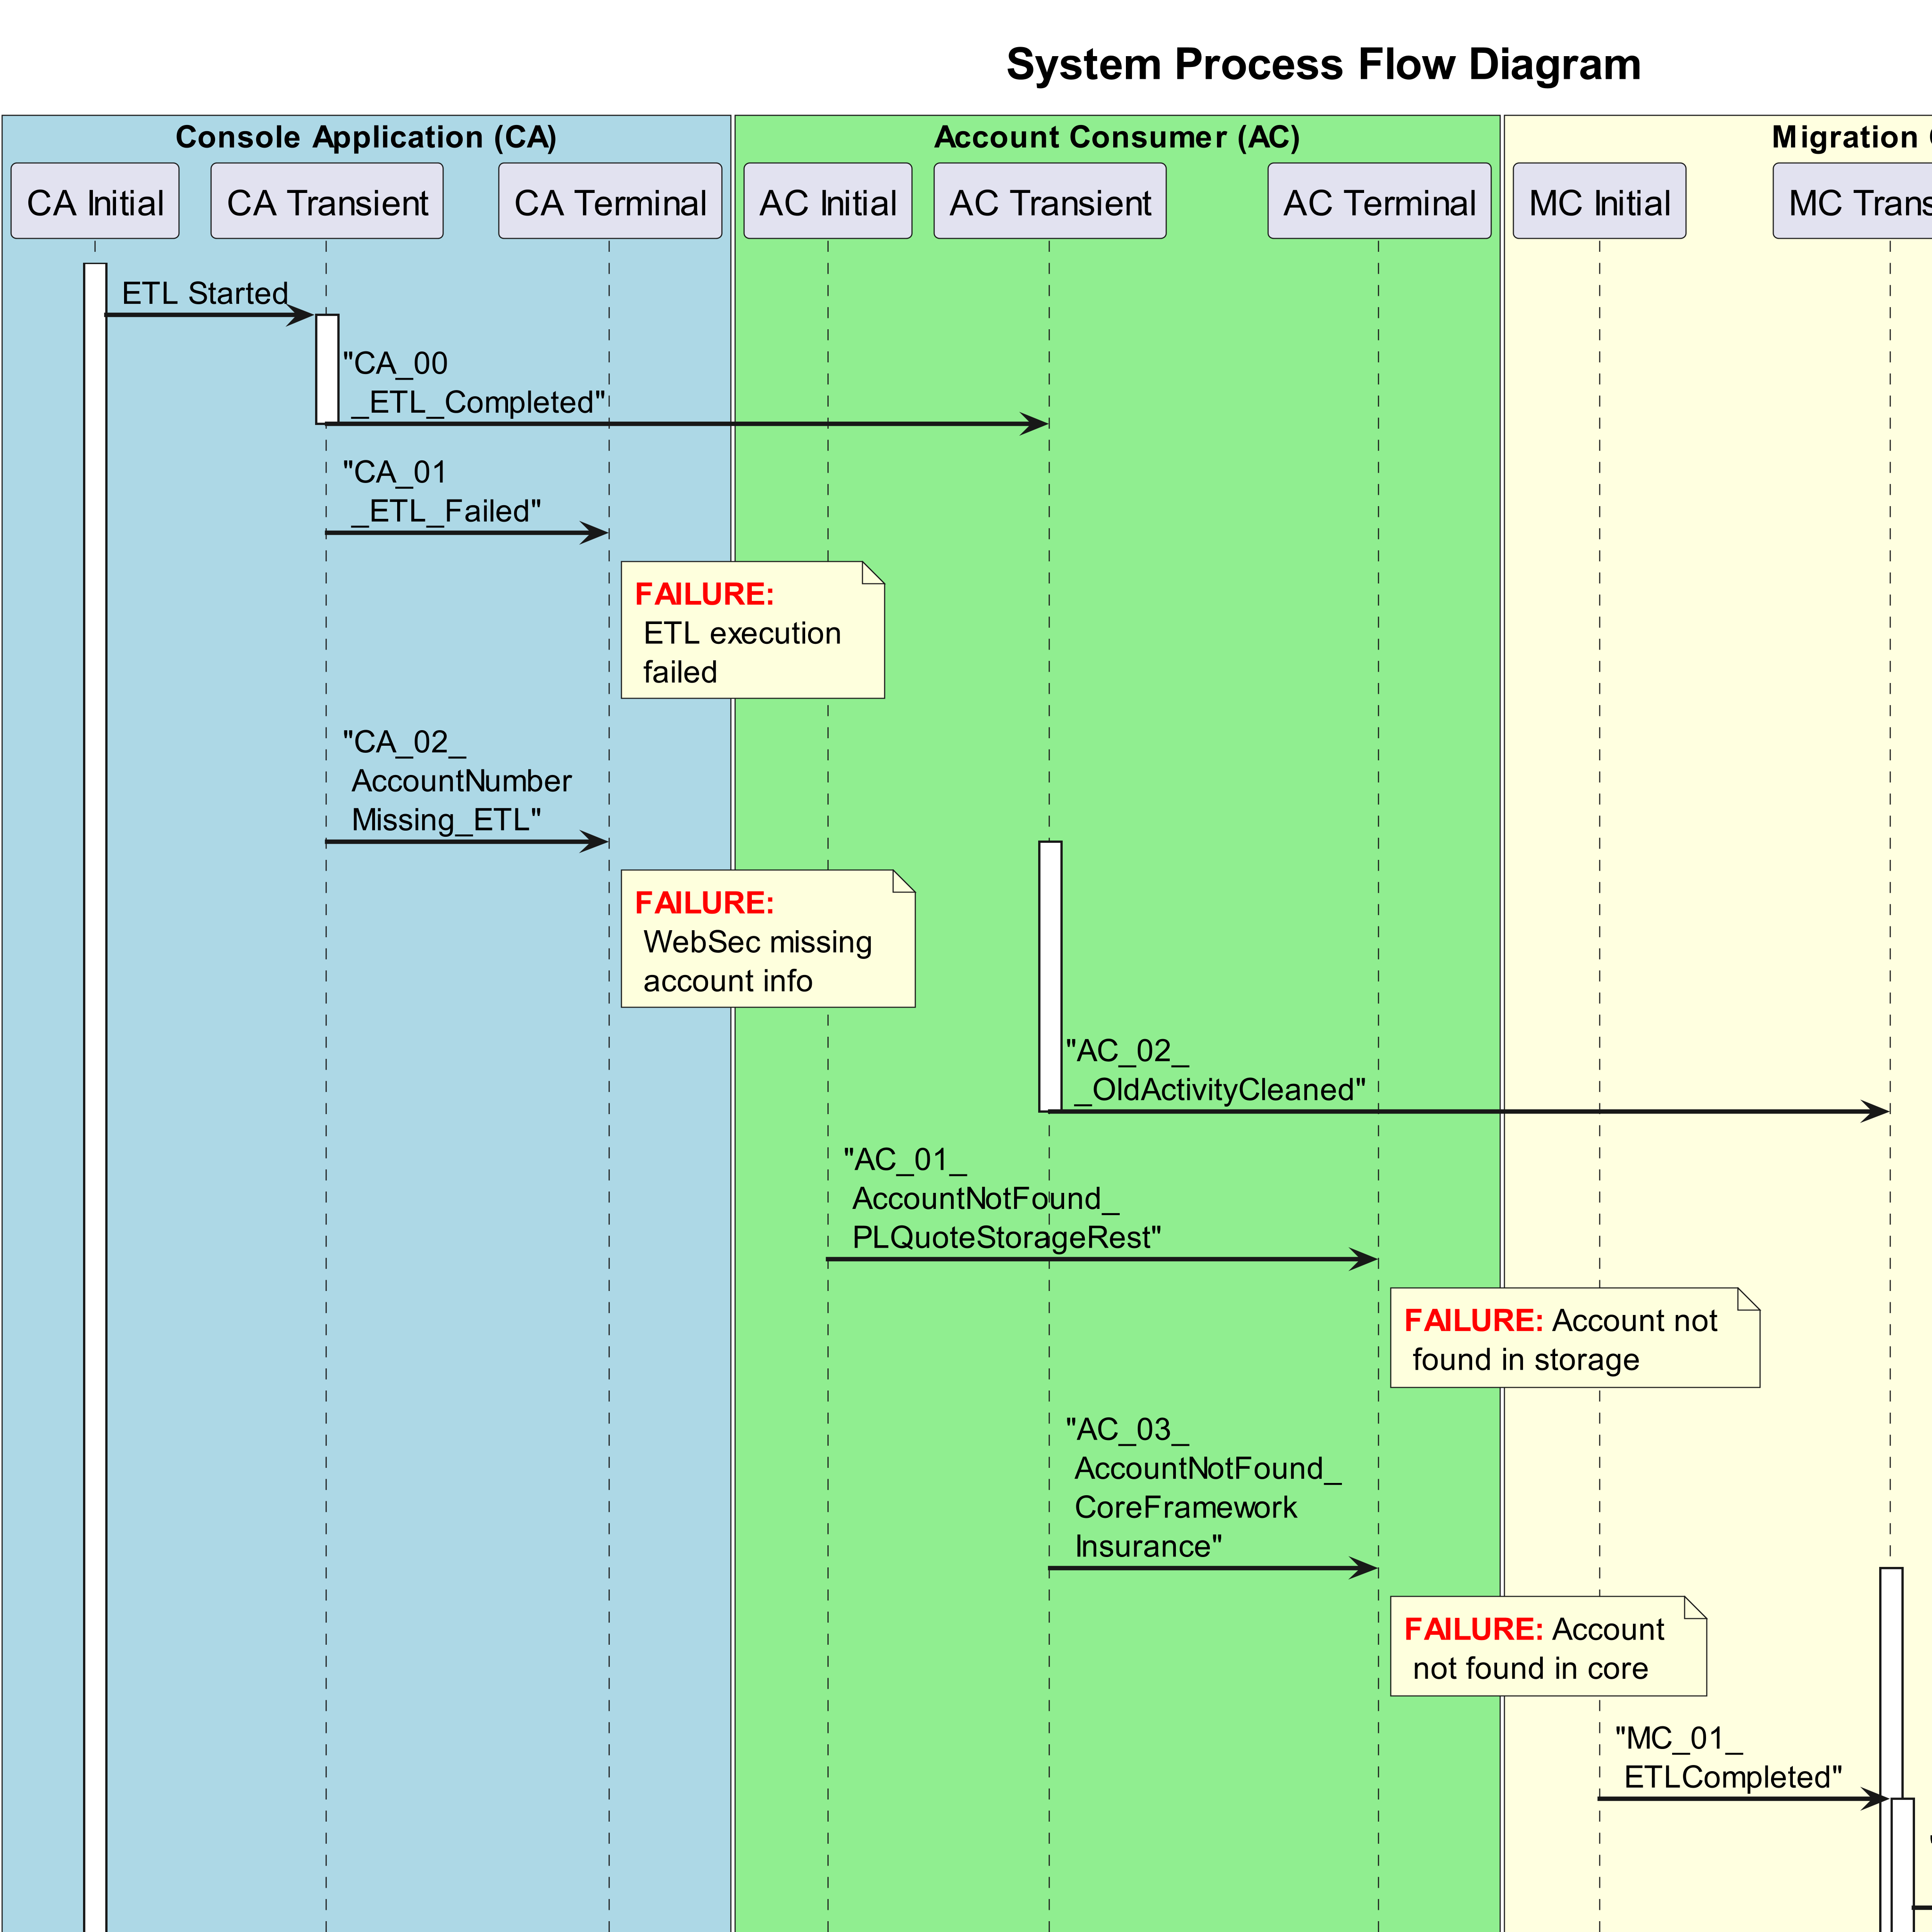 System Process Flow Diagram
Console Application (CA)
Account Consumer (AC)
Migration
CA Initial
CA Transient
CA Terminal
AC Initial
AC Transient
AC Terminal
MC Initial
MC Trans
ETL Started
"CA_00
_ETL_Completed"
"CA_01
_ETL_Failed"
FAILURE:
ETL execution
failed
"CA_02_
AccountNumber
Missing_ETL"
FAILURE:
WebSec missing
account info
"AC_02_
_OldActivityCleaned"
"AC_01_
AccountNotFound_
PLQuoteStorageRest"
FAILURE: Account not
found in storage
"AC_03_
AccountNotFound_
CoreFramework
Insurance"
FAILURE: Account
not found in core
"MC_01_
ETLCompleted"